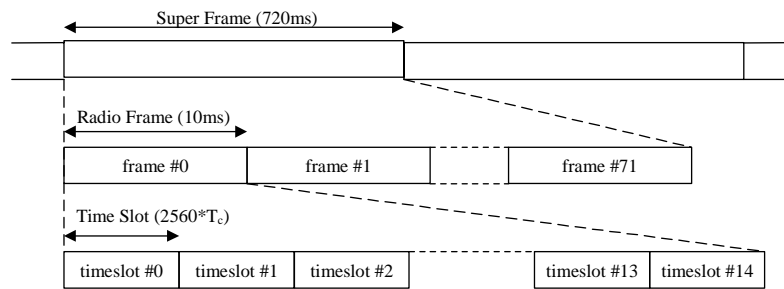 Super Frame (720ms)
Radio Frame (10ms)
frame #0 frame #1 frame #71
Time Slot (2560*Tc)
timeslot #0 timeslot #1 timeslot #2 timeslot #13 timeslot #14